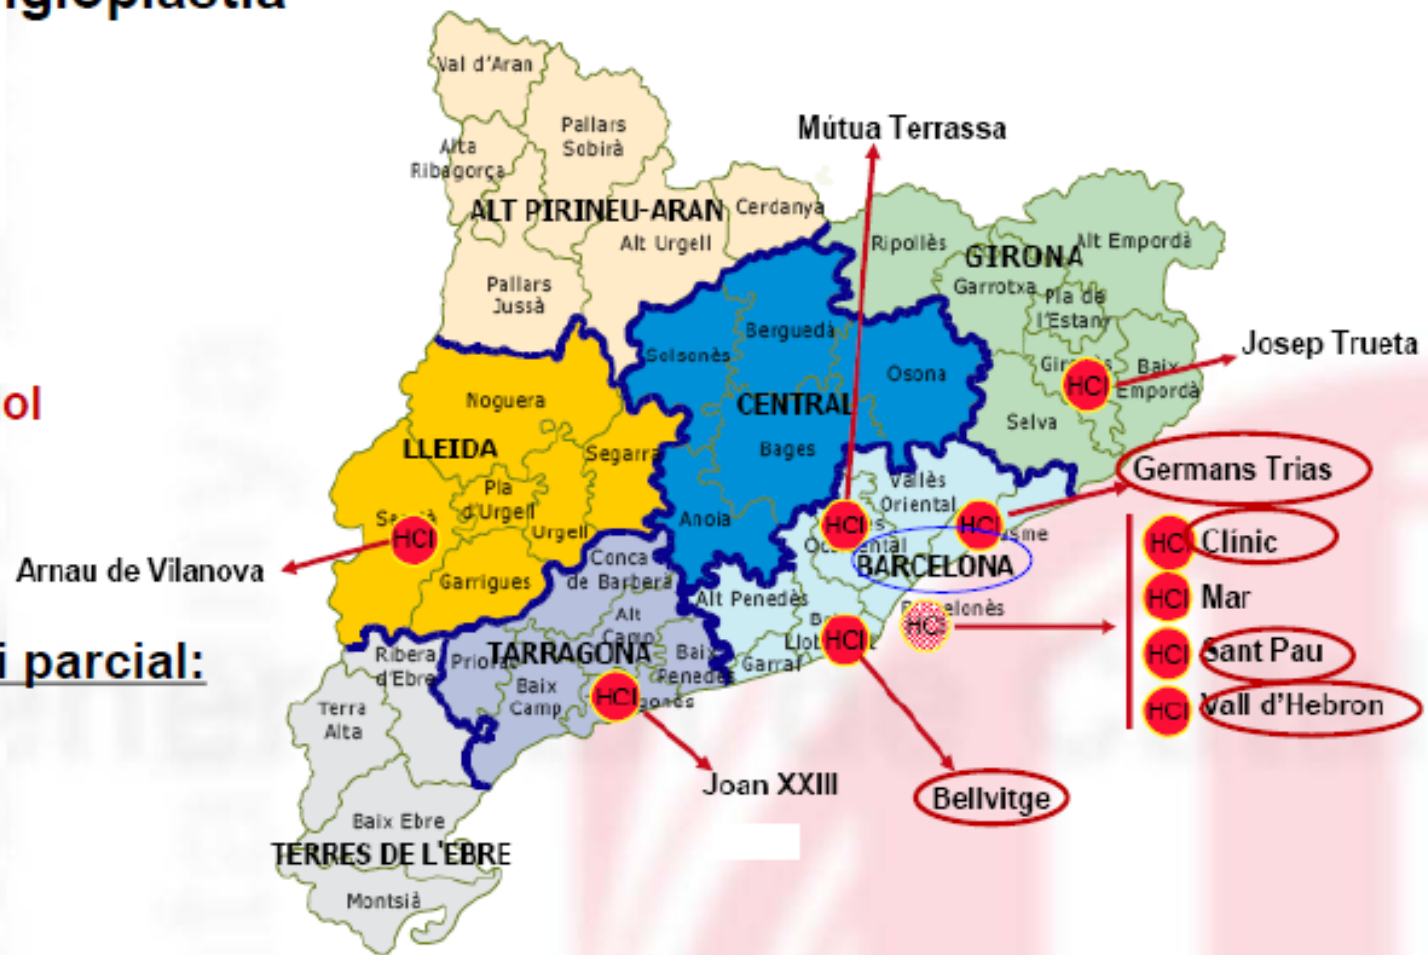 Val d'Aran
Pallars
Sobirà
Alta
Ribagorça
ALT PIRINEU-ARAN
Cerdanya
Alt Urgell
Pallars
Jussà
Mútua Terrassa
Ripollès
Alt Empordà
GIRONA
Garrotxa
Pla de
l'Estany
HCI
Baix
Empordà
Selva
Josep Trueta
Solsonès
Berguedà
Osona
CENTRAL
Bages
Anoia
ol
Noguera
LLEIDA
Segarra
Pla
d'Urgell
Urgell
HCI
Garrigues
Arnau de Vilanova
Germans Trias
Vallès
Oriental
HCI
HCI
BARCELONA
Alt Penedès
HCI
HCI
Garraf
HCI Clínic
HCI Mar
HCI Sant Pau
HCI Vall d'Hebron
Bellvitge
i parcial:
Conca
de Barberà
Alt
Camp
TARRAGONA
Priorat
Baix
Penedès
Baix
Camp
HCI
Joan XXIII
Ribera
d'Ebre
Terra
Alta
Baix Ebre
TERRES DE L'EBRE
Montsià